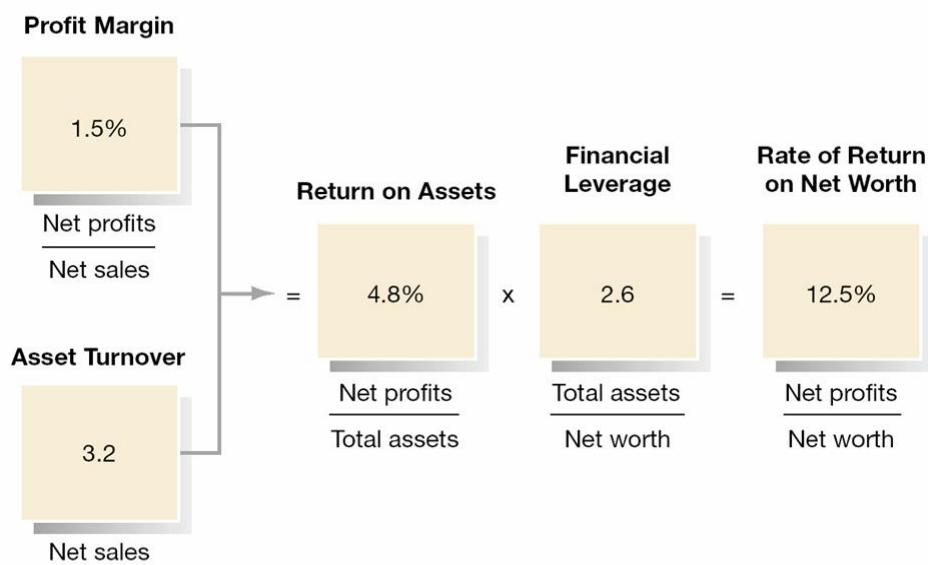 Profit Margin
1.5%
Net profits
Net sales
Asset Turnover
3.2
Net sales
Return on Assets
= 4.8%
Net profits
Total assets
Financial
Leverage
x 2.6
Total assets
Net worth
Rate of Return
on Net Worth
= 12.5%
Net profits
Net worth